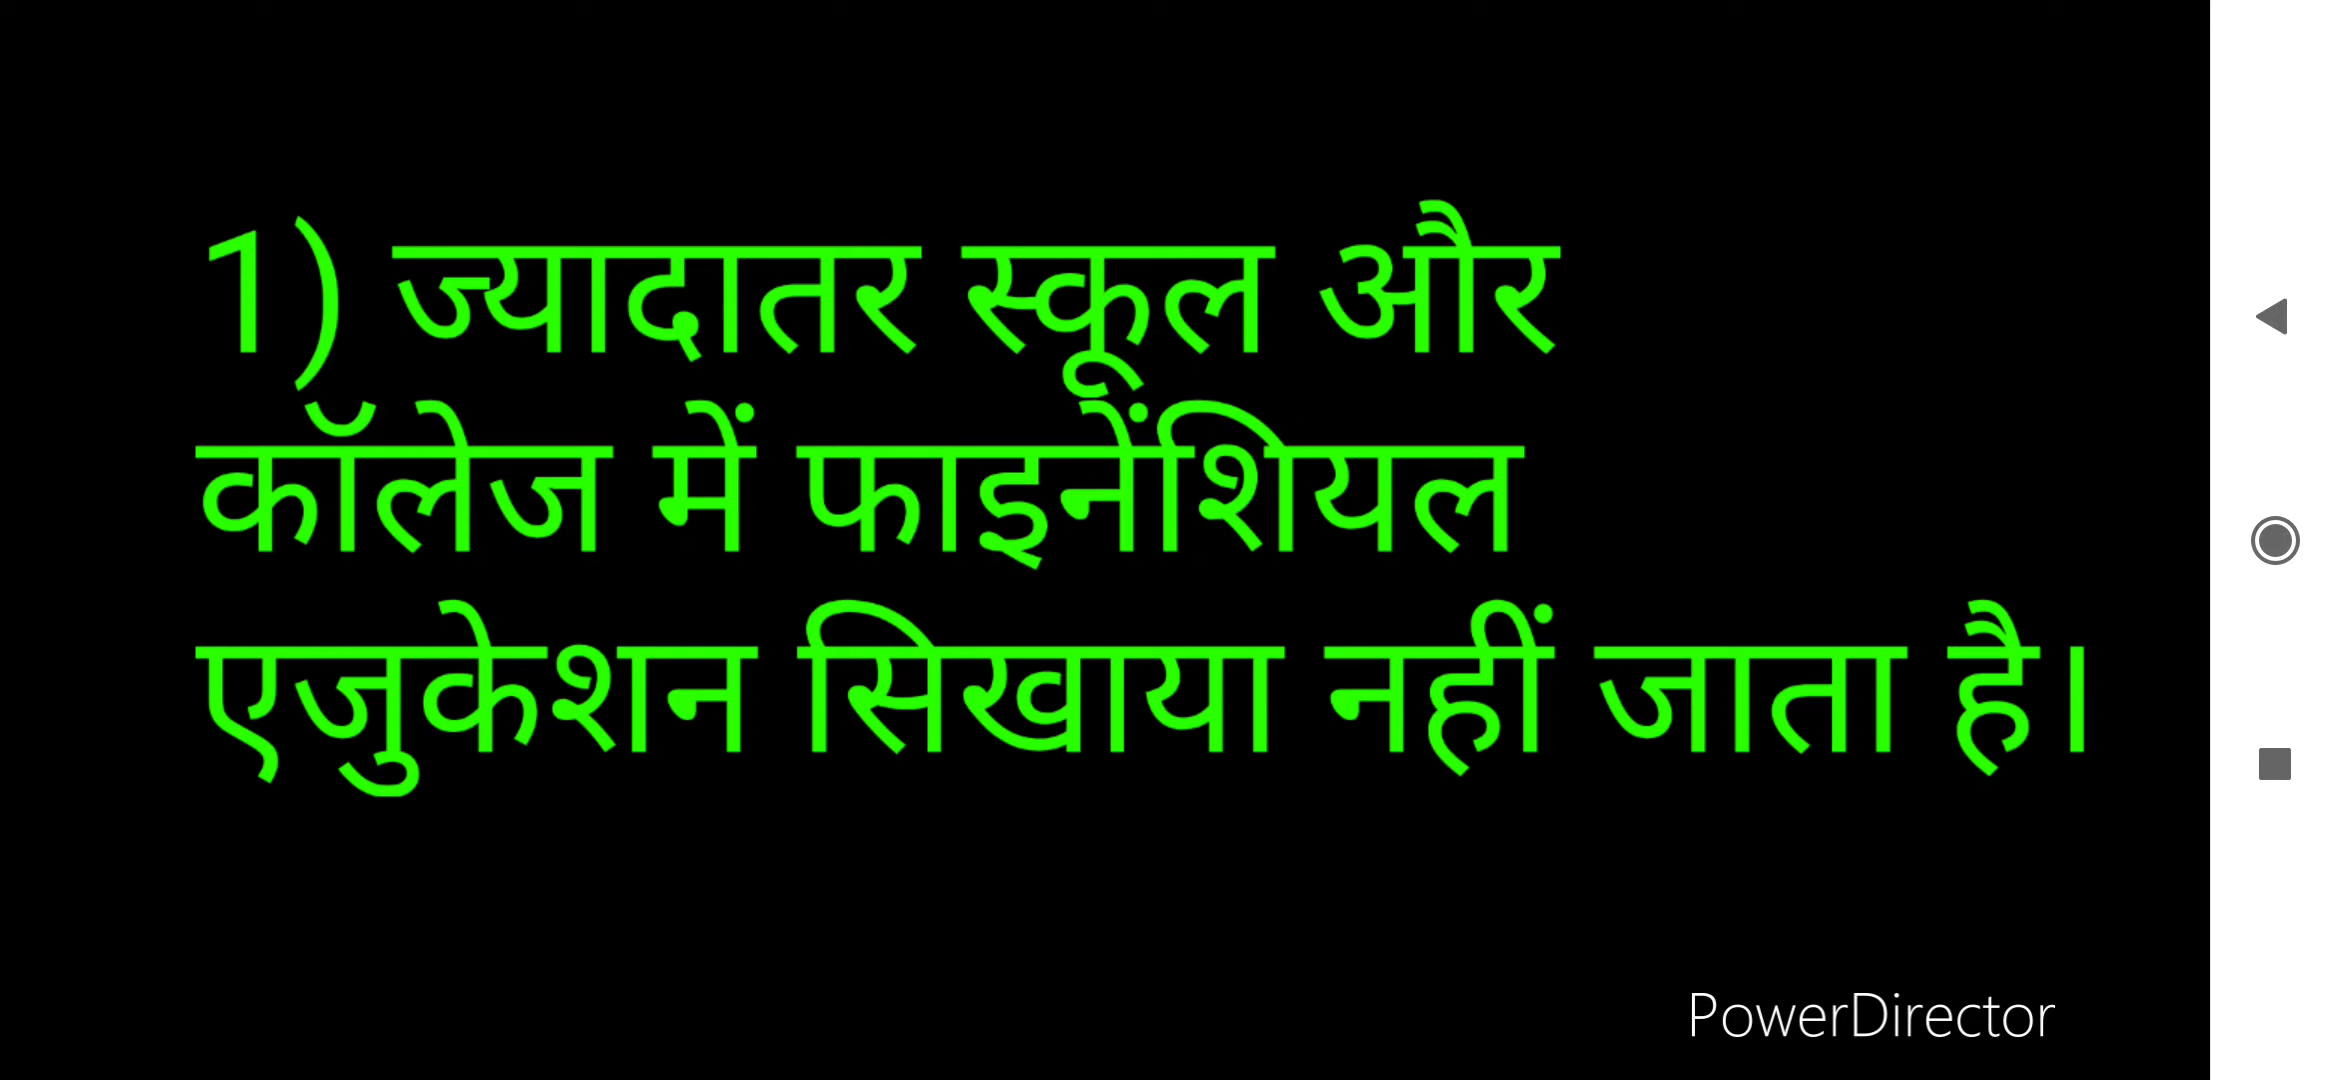 1) ज्यादातर स्कूल और
कॉलेज में फाइनेंशियल
एजुकेशन सिखाया नहीं जाता है।
PowerDirector